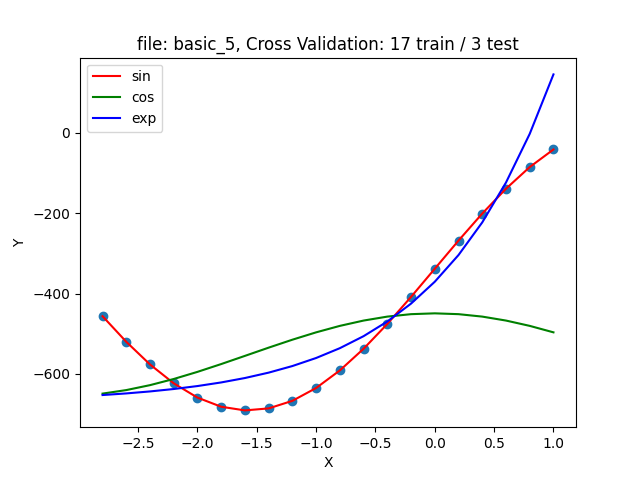 file: basic_5, Cross Validation: 17 train / 3 test
sin
cos
exp
Y
0
−200
−400
−600
−2.5 −2.0 −1.5 −1.0 −0.5 0.0 0.5 1.0
X